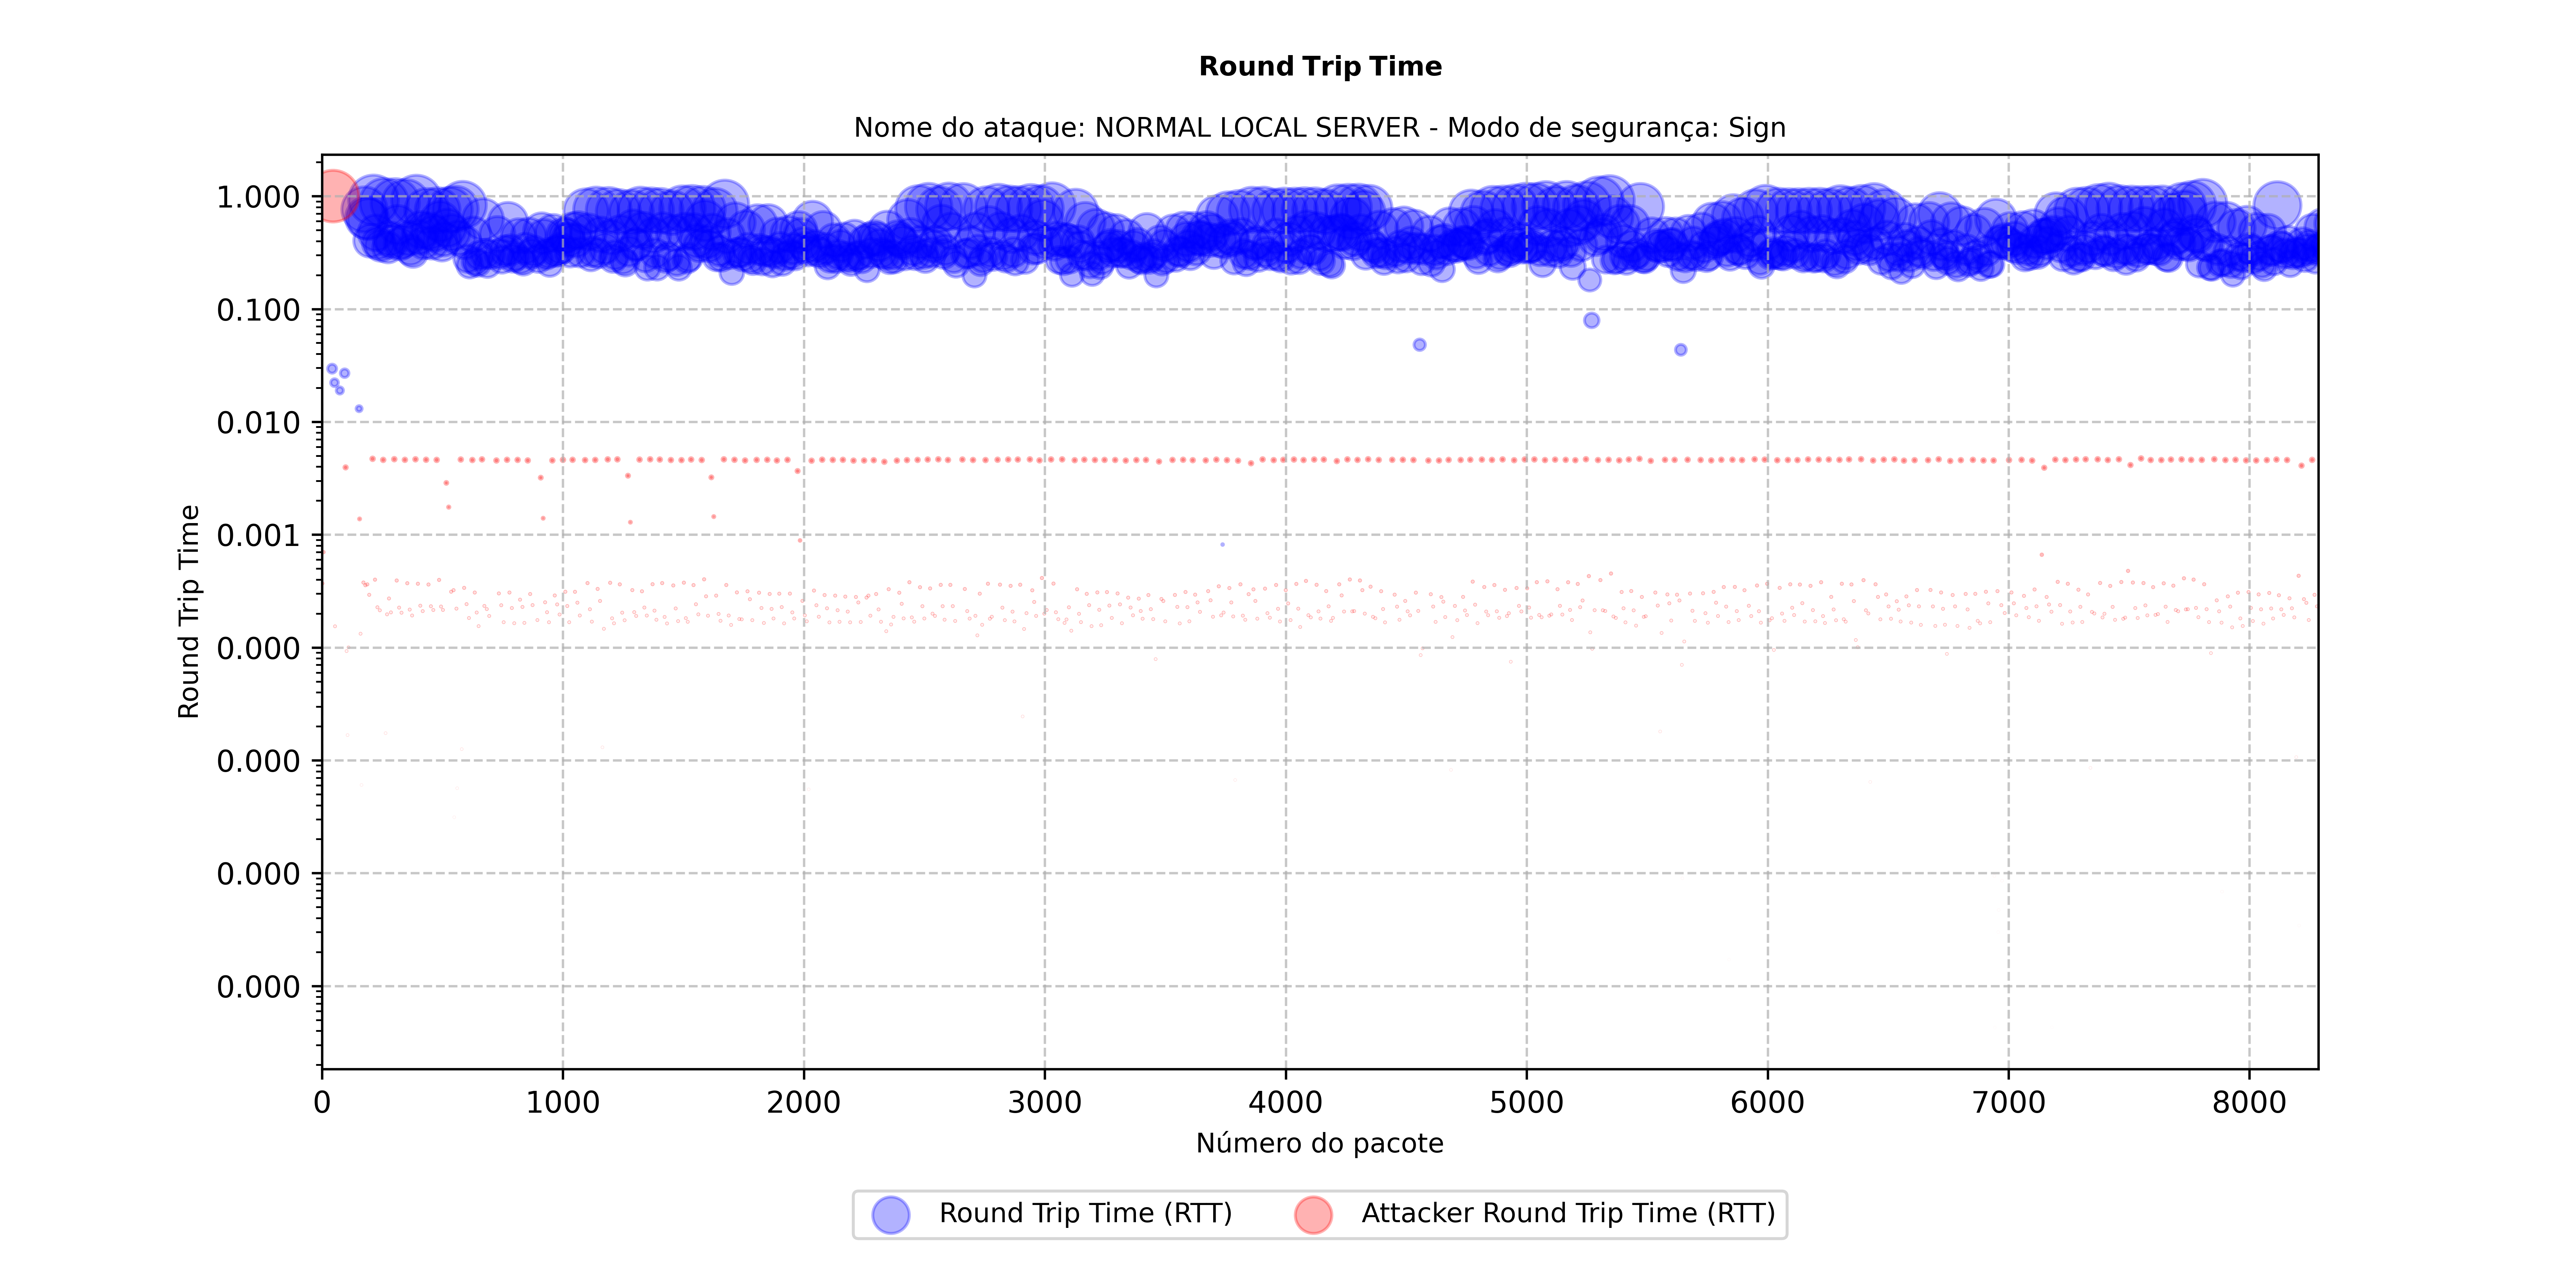 Round Trip Time
Nome do ataque: NORMAL LOCAL SERVER - Modo de segurança: Sign
1.000
0.100
0.010
0.001
0.000
0.000
0.000
0.000
Round Trip Time
0 1000 2000 3000 4000 5000 6000 7000 8000
Número do pacote
Round Trip Time (RTT) Attacker Round Trip Time (RTT)